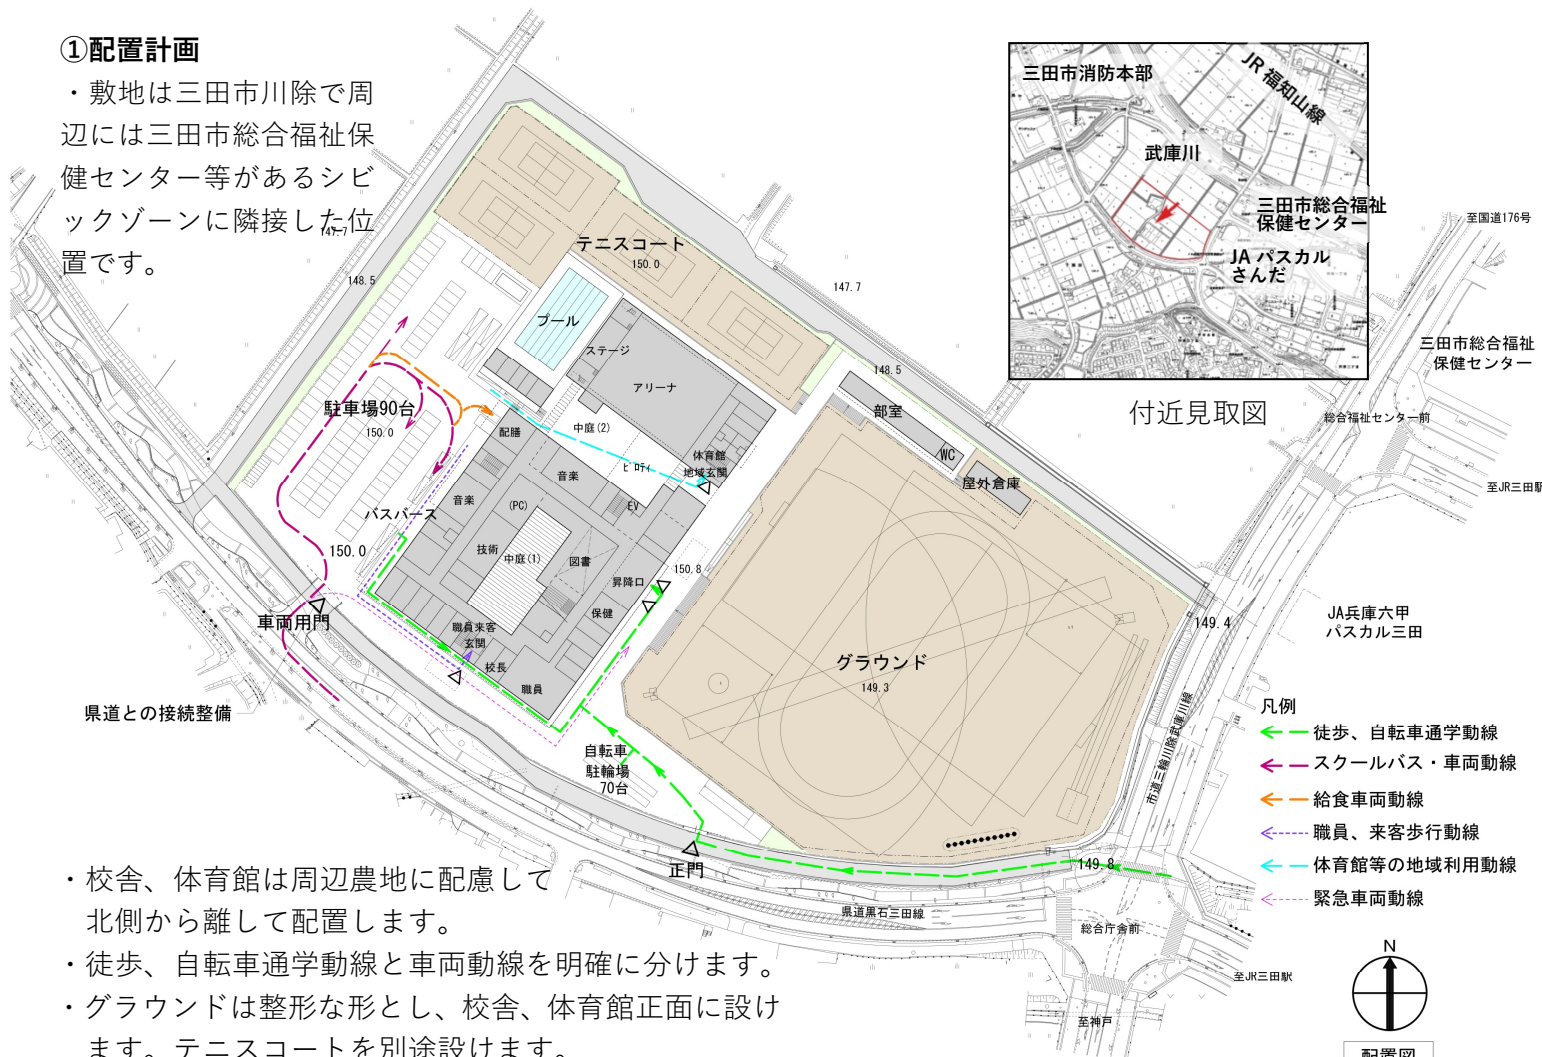 ①配置計画
・敷地は三田市川除で周
辺には三田市総合福祉保
健センター等があるシビ
ックゾーンに隣接した位
置です。
三田市消防本部
JR 福知山線
武庫川
三田市総合福祉
保健センター
JA パスカル
さんだ
付近見取図
至国道176号
三田市総合福祉
保健センター
総合福祉センター前
至JR三田駅
JA兵庫六甲
パスカル三田
147.7
148.5
テニスコート
150.0
147.7
148.5
プール
ステージ
アリーナ
駐車場90台
150.0
配膳
中庭(2)
ピロティ
体育館
地域玄関
部室
WC
屋外倉庫
音楽
音楽
(PC)
EV
バスバース
150.0
技術
中庭(1)
図書
昇降口
150.8
保健
車両用門
職員来客
玄関
校長
職員
県道との接続整備
グラウンド
149.3
149.4
市道三輪川除武庫川線
自転車
駐輪場
70台
正門
149.8
県道黒石三田線
総合庁舎前
至JR三田駅
至神戸
凡例
徒歩、自転車通学動線
スクールバス・車両動線
給食車両動線
職員、来客歩行動線
体育館等の地域利用動線
緊急車両動線
・校舎、体育館は周辺農地に配慮して
北側から離して配置します。
・徒歩、自転車通学動線と車両動線を明確に分けます。
・グラウンドは整形な形とし、校舎、体育館正面に設け
ます。テニスコートを別途設けます。
N
配置図